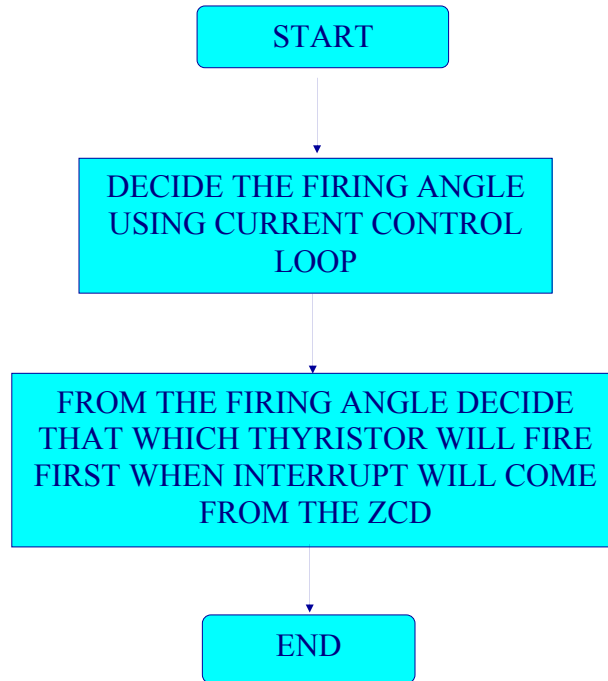 START
DECIDE THE FIRING ANGLE
USING CURRENT CONTROL
LOOP
FROM THE FIRING ANGLE DECIDE
THAT WHICH THYRISTOR WILL FIRE
FIRST WHEN INTERRUPT WILL COME
FROM THE ZCD
END